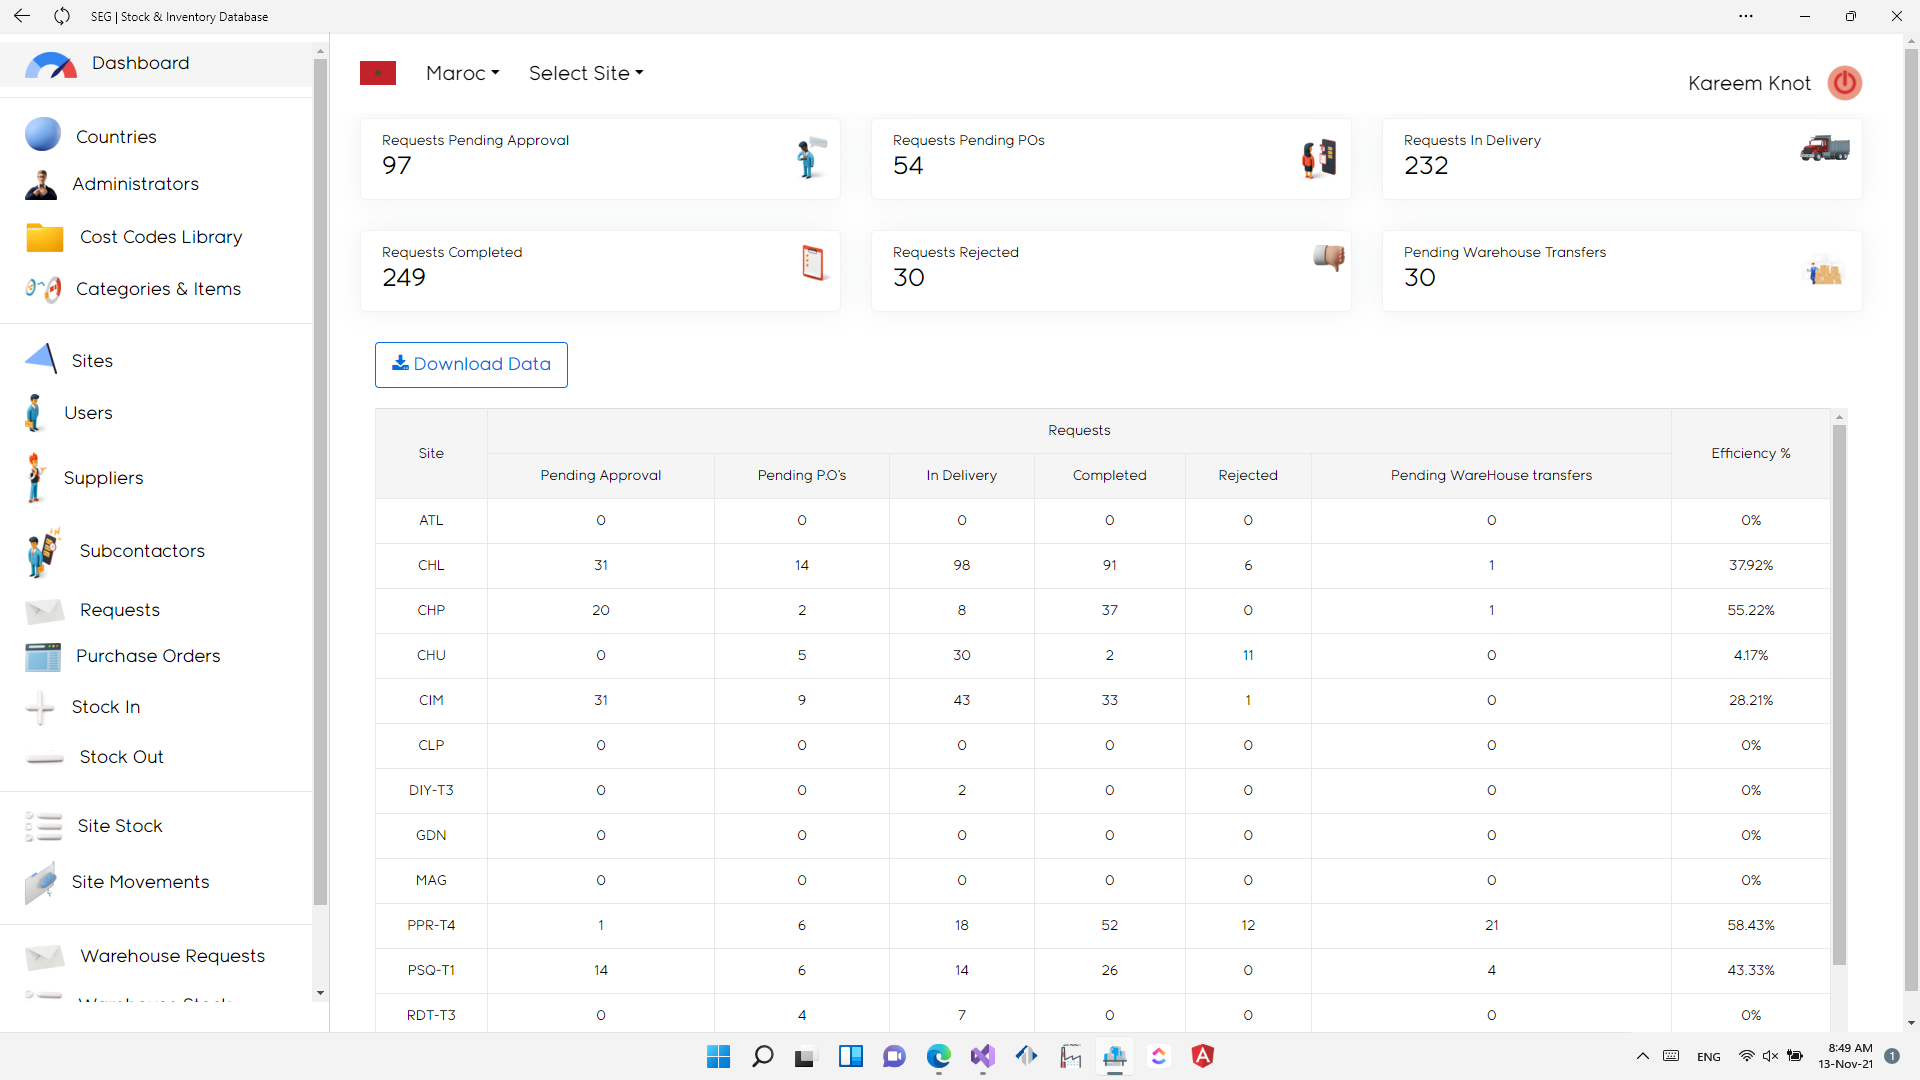 SEG | Stock & Inventory Database
Dashboard
Countries
Administrators
Cost Codes Library
Categories & Items
Sites
Users
Suppliers
Subcontactors
Requests
Purchase Orders
Stock In
Stock Out
Site Stock
Site Movements
Warehouse Requests
Warehouse Stock
Maroc Select Site
Kareem Knot
Requests Pending Approval
97
Requests Pending POs
54
Requests In Delivery
232
Requests Completed
249
Requests Rejected
30
Pending Warehouse Transfers
30
Download Data
Site Requests Efficiency %
Pending Approval Pending P.O's In Delivery Completed Rejected Pending WareHouse transfers
ATL 0 0 0 0 0 0 0%
CHL 31 14 98 91 6 1 37.92%
CHP 20 2 8 37 0 1 55.22%
CHU 0 5 30 2 11 0 4.17%
CIM 31 9 43 33 1 0 28.21%
CLP 0 0 0 0 0 0 0%
DIY-T3 0 0 2 0 0 0 0%
GDN 0 0 0 0 0 0 0%
MAG 0 0 0 0 0 0 0%
PPR-T4 1 6 18 52 12 21 58.43%
PSQ-T1 14 6 14 26 0 4 43.33%
RDT-T3 0 4 7 0 0 0 0%
ENG
8:49 AM
13-Nov-21
1